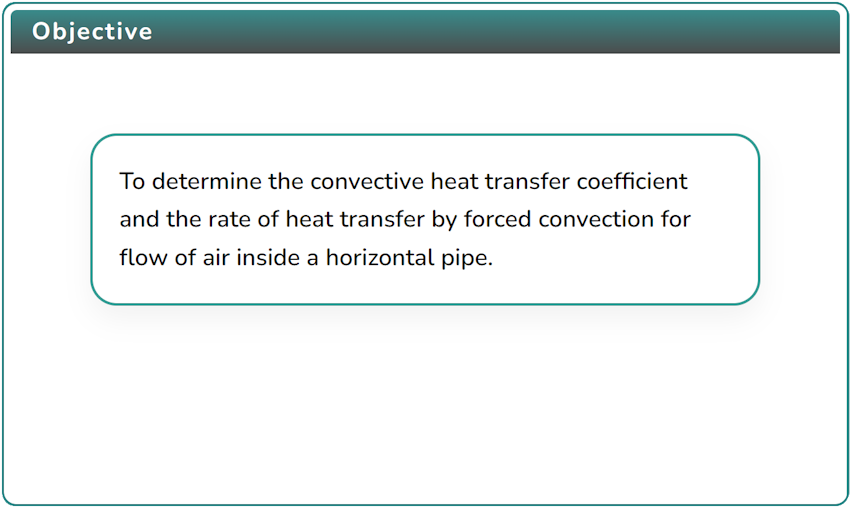 Objective
To determine the convective heat transfer coefficient
and the rate of heat transfer by forced convection for
flow of air inside a horizontal pipe.